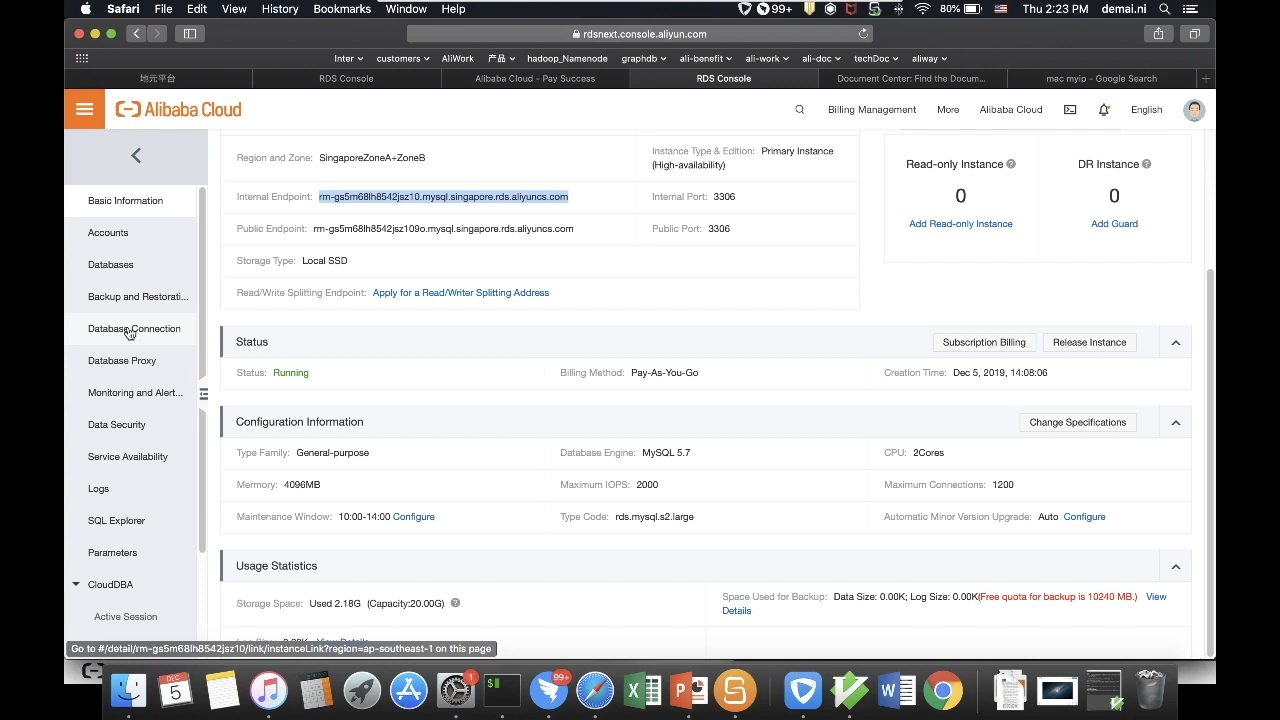 Safari File Edit View History Bookmarks Window Help 99+ 80% Thu 2:23 PM demai.ni
rdsnext.console.aliyun.com
Inter customers AliWork 产品 hadoop_Namenode graphdb ali-benefit ali-work ali-doc techDoc aliway
地元平台 RDS Console Alibaba Cloud - Pay Success RDS Console Document Center: Find the Docum... mac myip - Google Search
Alibaba Cloud Billing Management More Alibaba Cloud English
Basic Information
Accounts
Databases
Backup and Restorati...
Database Connection
Database Proxy
Monitoring and Alert...
Data Security
Service Availability
Logs
SQL Explorer
Parameters
CloudDBA
Active Session
Region and Zone: SingaporeZoneA+ZoneB
Instance Type & Edition: Primary Instance
(High-availability)
Internal Endpoint: rm-gs5m68lh8542jsz10.mysql.singapore.rds.aliyuncs.com Internal Port: 3306
Public Endpoint: rm-gs5m68lh8542jsz109o.mysql.singapore.rds.aliyuncs.com Public Port: 3306
Storage Type: Local SSD
Read/Write Splitting Endpoint: Apply for a Read/Writer Splitting Address
Read-only Instance DR Instance
0 0
Add Read-only Instance Add Guard
Status Subscription Billing Release Instance
Status: Running Billing Method: Pay-As-You-Go Creation Time: Dec 5, 2019, 14:08:06
Configuration Information Change Specifications
Type Family: General-purpose Database Engine: MySQL 5.7 CPU: 2Cores
Memory: 4096MB Maximum IOPS: 2000 Maximum Connections: 1200
Maintenance Window: 10:00-14:00 Configure Type Code: rds.mysql.s2.large Automatic Minor Version Upgrade: Auto Configure
Usage Statistics
Storage Space: Used 2.18G (Capacity:20.00G)
Space Used for Backup: Data Size: 0.00K; Log Size: 0.00K(Free quota for backup is 10240 MB.) View
Details
Go to #/detail/rm-gs5m68lh8542jsz10/link/instanceLink?region=ap-southeast-1 on this page
DEC
5
1
99+